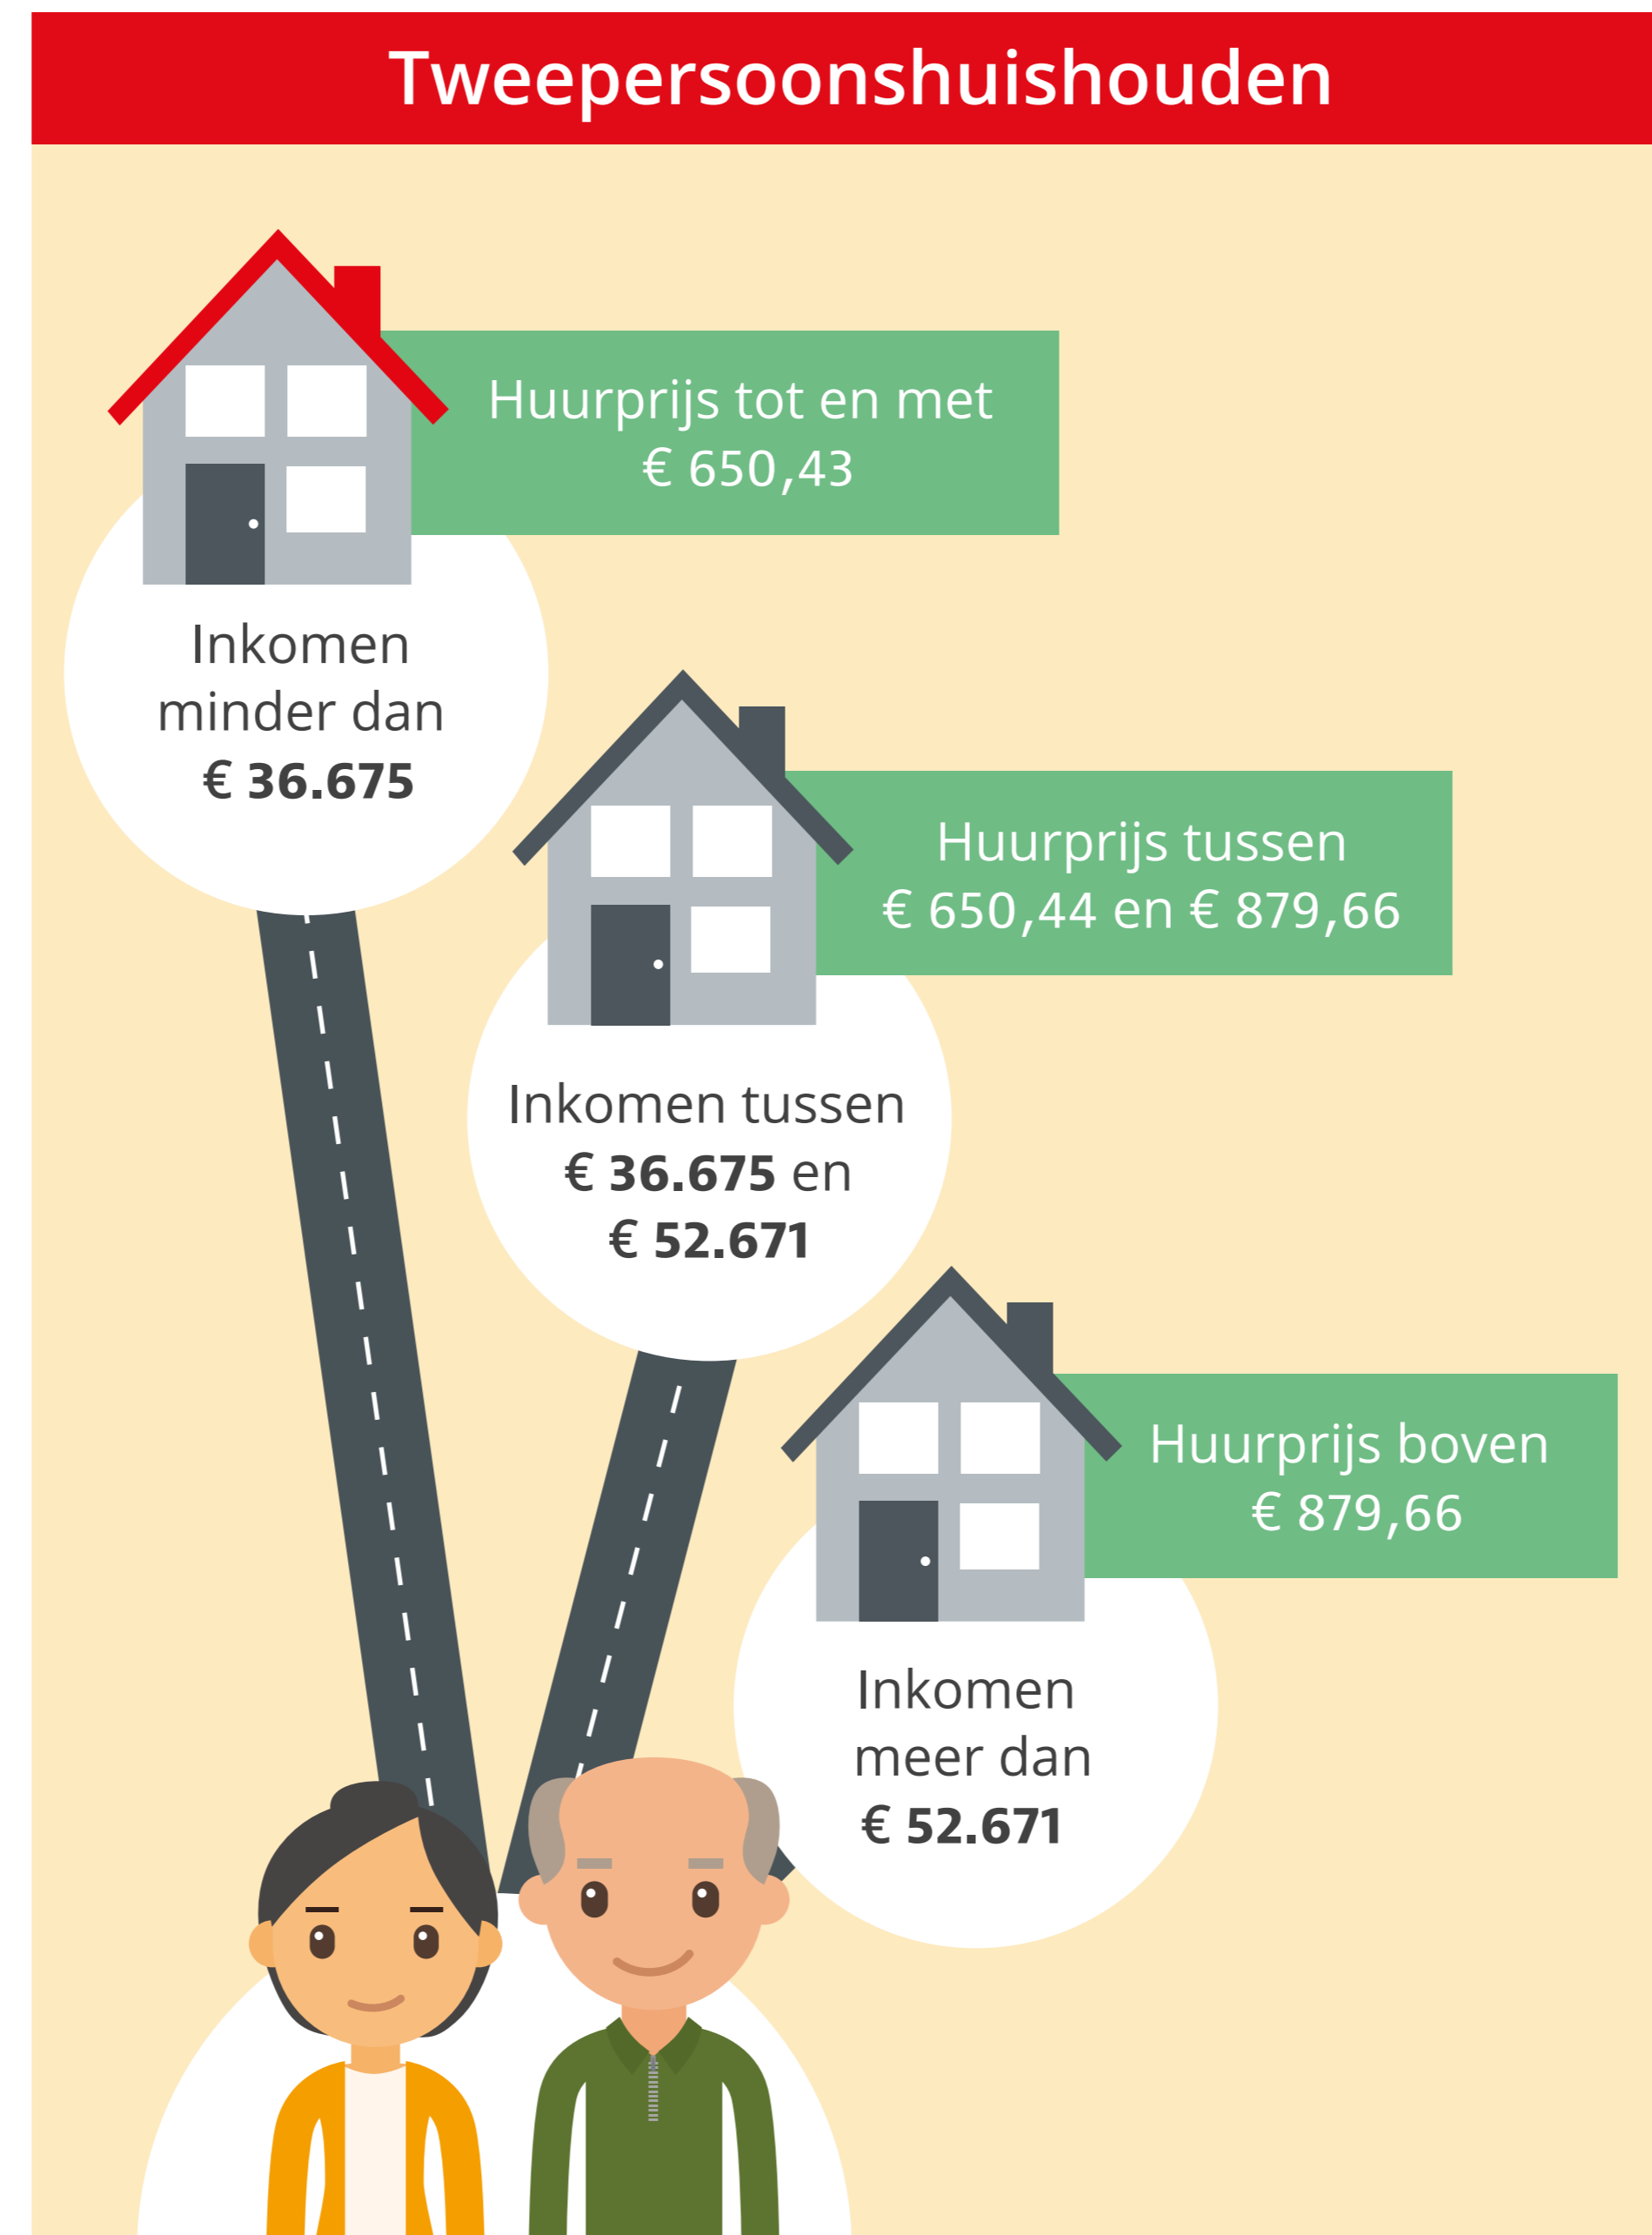 Tweepersoonshuishouden
Huurprijs tot en met
€ 650,43
Inkomen
minder dan
€ 36.675
Huurprijs tussen
€ 650,44 en € 879,66
Inkomen tussen
€ 36.675 en
€ 52.671
Huurprijs boven
€ 879,66
Inkomen
meer dan
€ 52.671